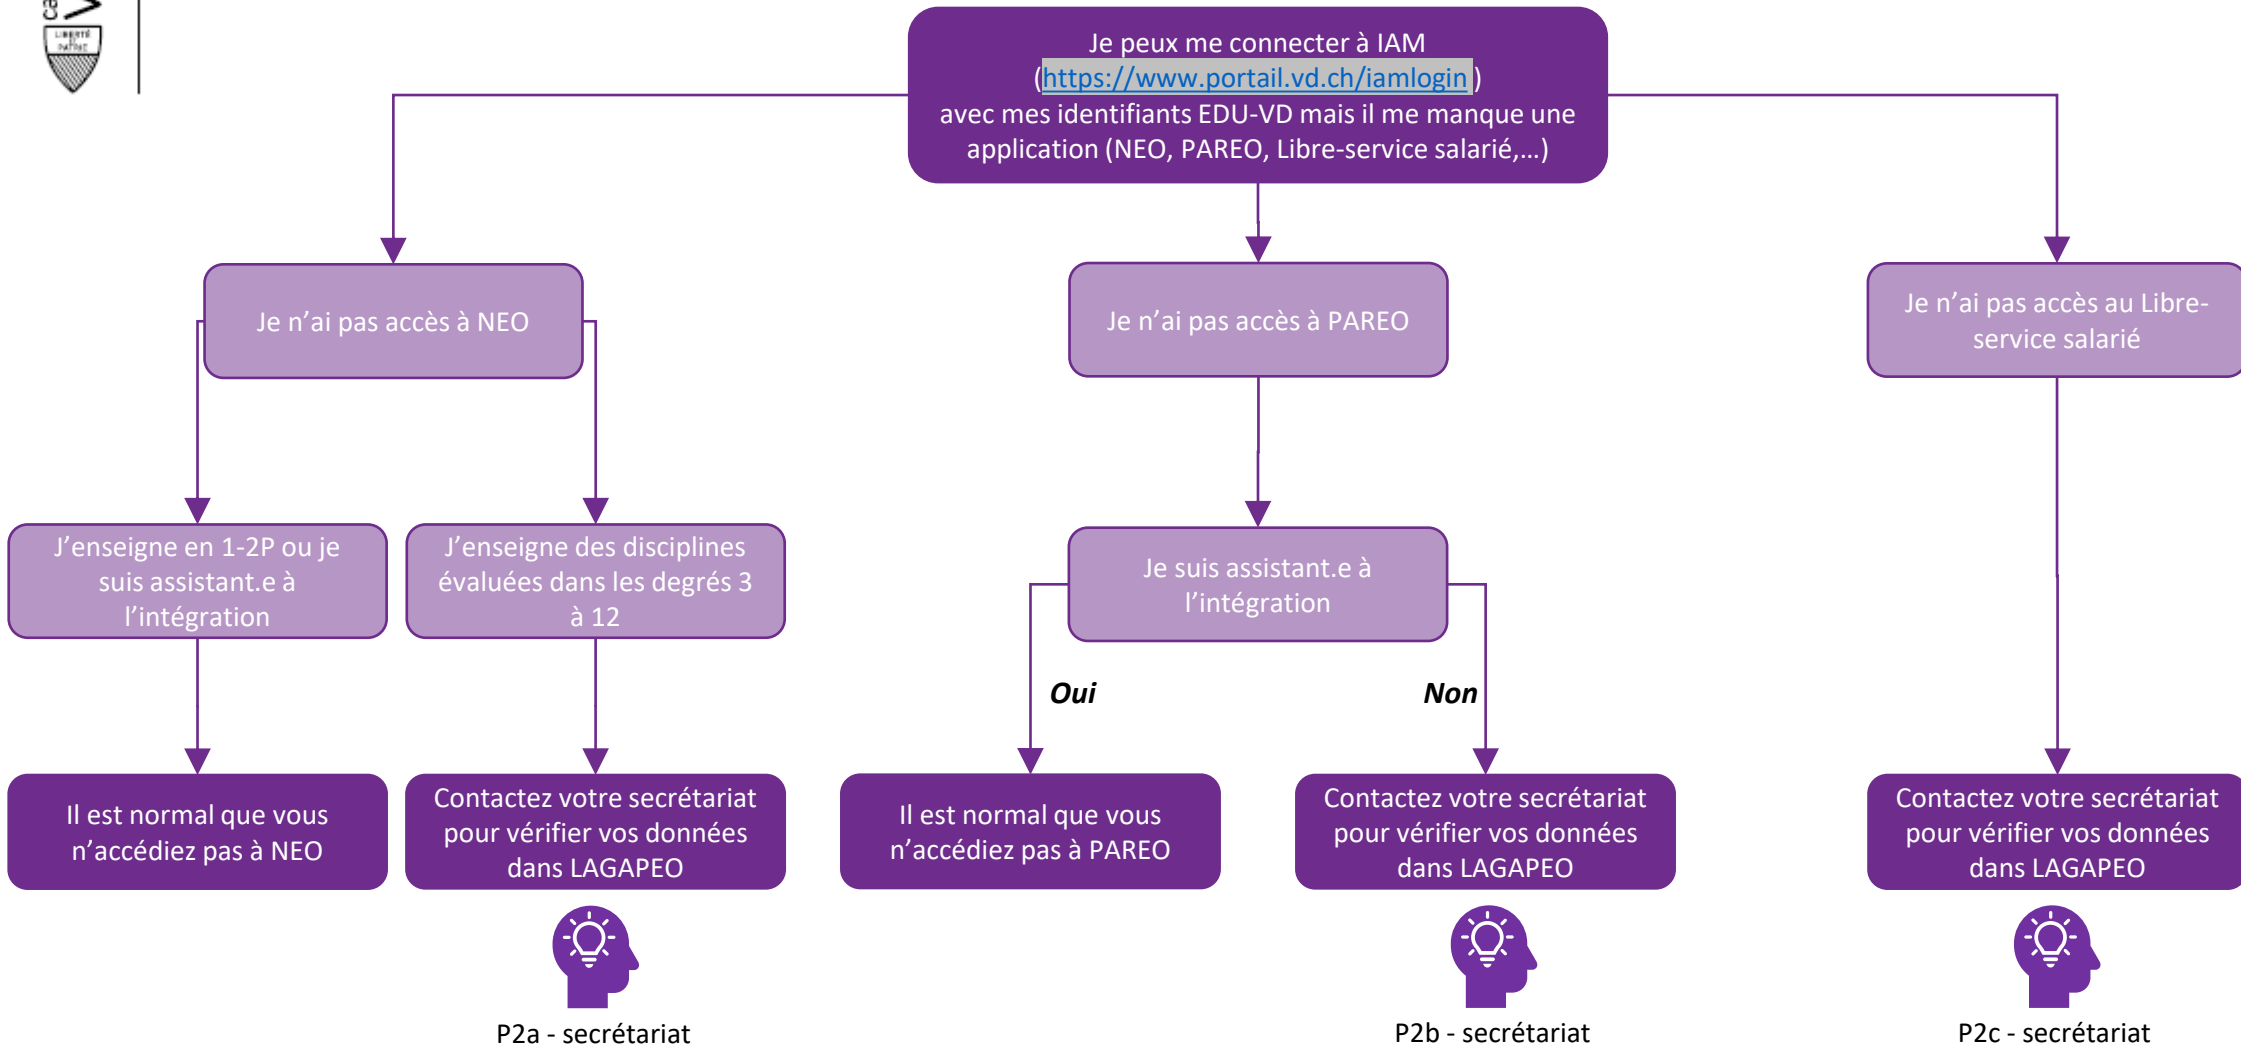 LIBERTÉ
ET
PATRIE
Je peux me connecter à IAM
(https://www.portail.vd.ch/iamlogin )
avec mes identifiants EDU-VD mais il me manque une
application (NEO, PAREO, Libre-service salarié,…)
Je n’ai pas accès à NEO
Je n’ai pas accès à PAREO
Je n’ai pas accès au Libre-
service salarié
J’enseigne en 1-2P ou je
suis assistant.e à
l’intégration
J’enseigne des disciplines
évaluées dans les degrés 3
à 12
Je suis assistant.e à
l’intégration
Oui
Non
Il est normal que vous
n’accédiez pas à NEO
Contactez votre secrétariat
pour vérifier vos données
dans LAGAPEO
Il est normal que vous
n’accédiez pas à PAREO
Contactez votre secrétariat
pour vérifier vos données
dans LAGAPEO
Contactez votre secrétariat
pour vérifier vos données
dans LAGAPEO
P2a - secrétariat
P2b - secrétariat
P2c - secrétariat